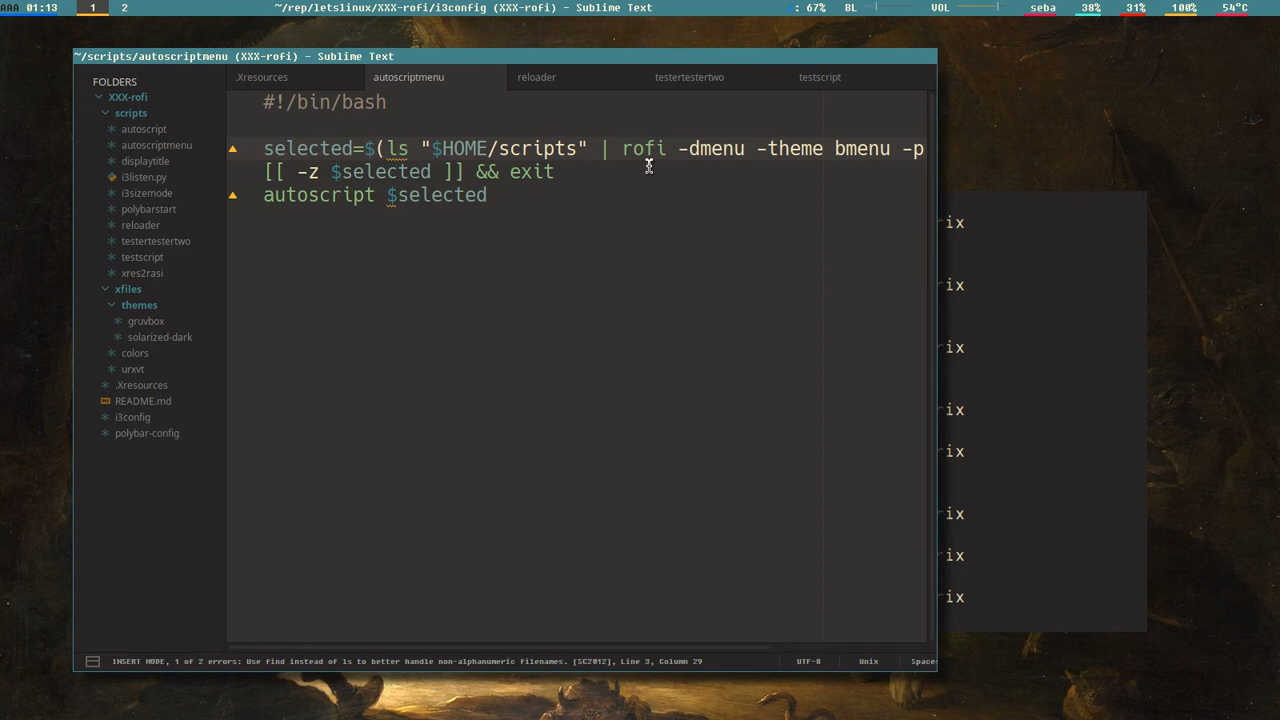 AAA 01:13 1 2 ~/rep/letslinux/XXX-rofi/i3config (XXX-rofi) - Sublime Text : 67% BL VOL seba 38% 31% 100% 54°C
~/scripts/autoscriptmenu (XXX-rofi) - Sublime Text
FOLDERS
XXX-rofi
scripts
autoscript
autoscriptmenu
displaytitle
i3listen.py
i3sizemode
polybarstart
reloader
testertestertwo
testscript
xres2rasi
xfiles
themes
gruvbox
solarized-dark
colors
urxvt
.Xresources
README.md
i3config
polybar-config
.Xresources autoscriptmenu reloader testertestertwo testscript
#!/bin/bash
selected=$(ls "$HOME/scripts" | rofi -dmenu -theme bmenu -p
[[ -z $selected ]] && exit
autoscript $selected
ix
ix
ix
ix
ix
ix
ix
ix
INSERT MODE, 1 of 2 errors: Use find instead of ls to better handle non-alphanumeric filenames. [SC2012], Line 3, Column 29 UTF-8 Unix Space